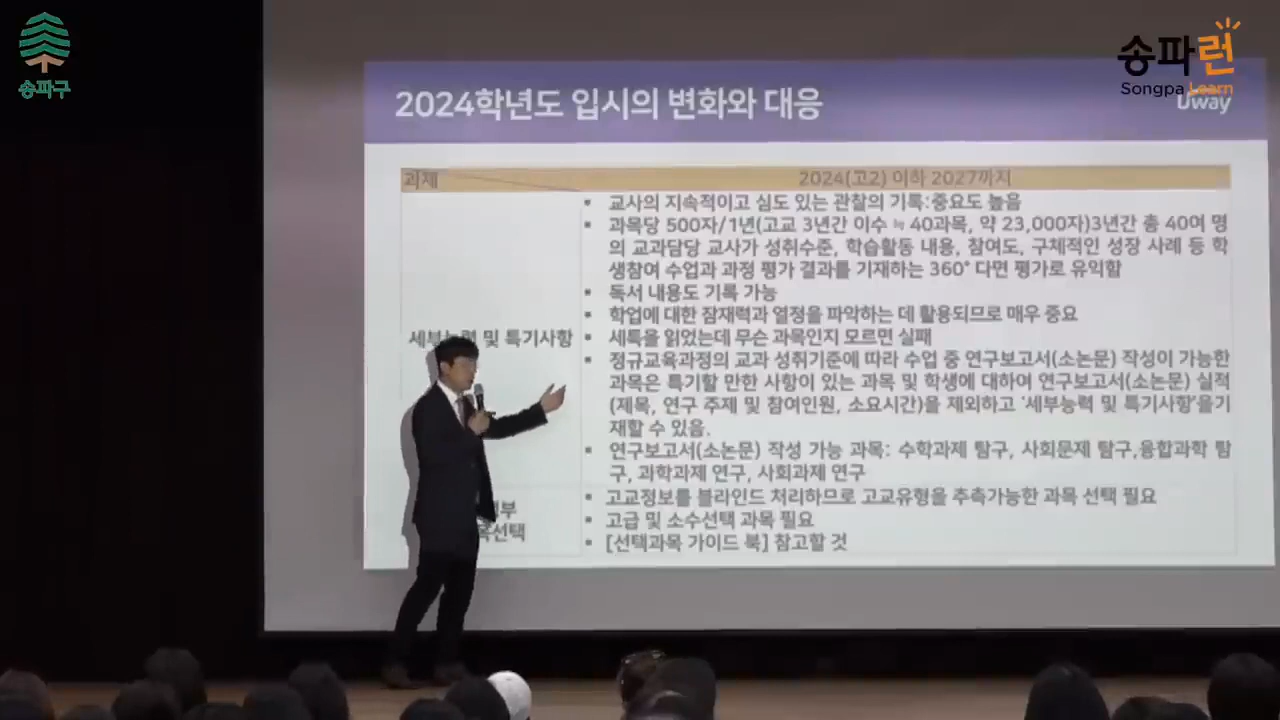 송파구
송파런
Songpa Learn
Uway
2024학년도 입시의 변화와 대응
과제
2024(고2) 이하 2027까지
세부능력 및 특기사항
▪ 교사의 지속적이고 심도 있는 관찰의 기록:중요도 높음
▪ 과목당 500자/1년(고교 3년간 이수 ≒ 40과목, 약 23,000자)3년간 총 40여 명
의 교과담당 교사가 성취수준, 학습활동 내용, 참여도, 구체적인 성장 사례 등 학
생참여 수업과 과정 평가 결과를 기재하는 360° 다면 평가로 유익함
▪ 독서 내용도 기록 가능
▪ 학업에 대한 잠재력과 열정을 파악하는 데 활용되므로 매우 중요
▪ 세특을 읽었는데 무슨 과목인지 모르면 실패
▪ 정규교육과정의 교과 성취기준에 따라 수업 중 연구보고서(소논문) 작성이 가능한
과목은 특기할 만한 사항이 있는 과목 및 학생에 대하여 연구보고서(소논문) 실적
(제목, 연구 주제 및 참여인원, 소요시간)을 제외하고 '세부능력 및 특기사항'을기
재할 수 있음.
▪ 연구보고서(소논문) 작성 가능 과목: 수학과제 탐구, 사회문제 탐구,융합과학 탐
구, 과학과제 연구, 사회과제 연구
부
선택
▪ 고교정보를 블라인드 처리하므로 고교유형을 추측가능한 과목 선택 필요
▪ 고급 및 소수선택 과목 필요
▪ [선택과목 가이드 북] 참고할 것